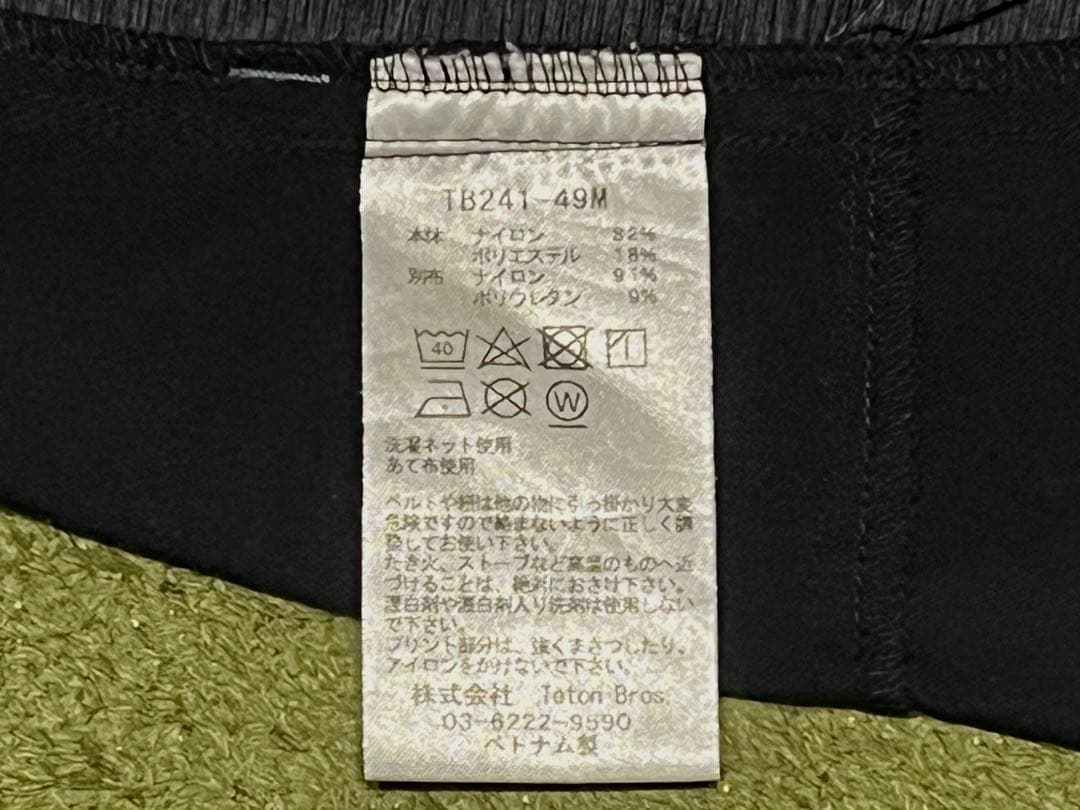 TB241-49M
本体 ナイロン 82%
ポリエステル 18%
別布 ナイロン 91%
ポリウレタン 9%
40
W
洗濯ネット使用
あて布使用
ベルトや紐は他の物に引っ掛かり大変
危険ですので絡まないように正しく調
整してお使い下さい。
たき火、ストーブなど高温のものへ近
づけることは、絶対におさけ下さい。
漂白剤や漂白剤入り洗剤は使用しない
で下さい。
プリント部分は、強くまさつしたり、
アイロンをかけないで下さい。
株式会社 Teton Bros.
03-6222-9590
ベトナム製